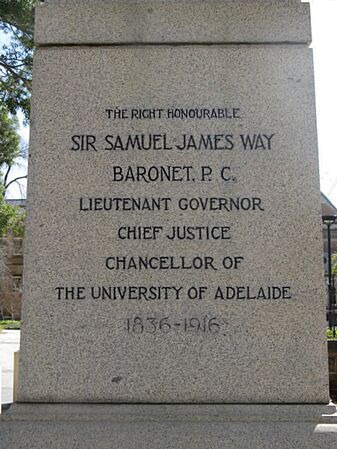 THE RIGHT HONOURABLE
SIR SAMUEL JAMES WAY
BARONET. P. C.
LIEUTENANT GOVERNOR
CHIEF JUSTICE
CHANCELLOR OF
THE UNIVERSITY OF ADELAIDE
1836-1916